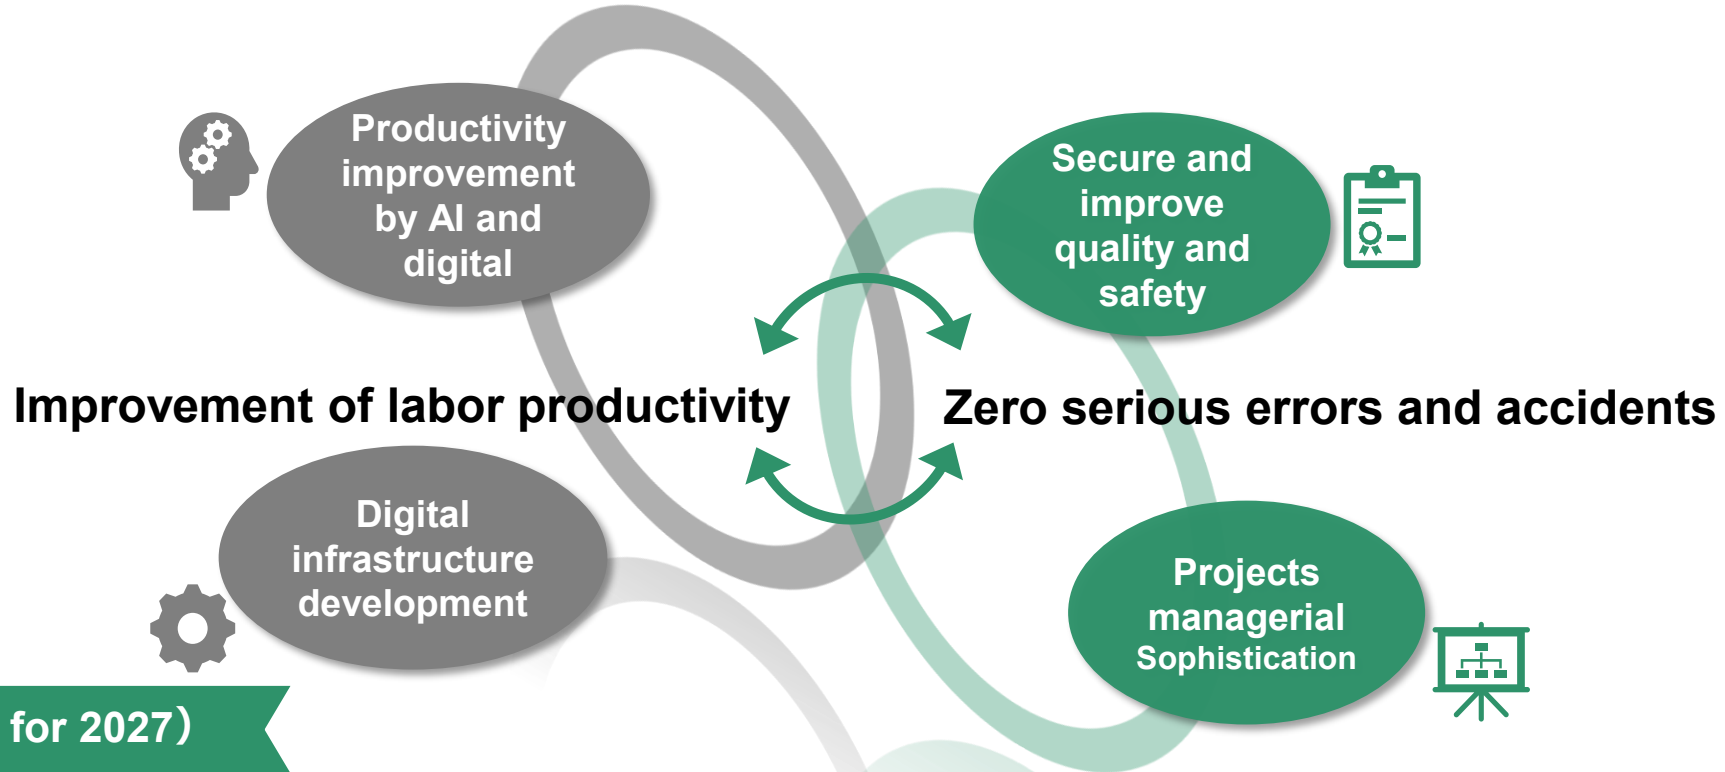 Productivity
improvement
by AI and
digital
Secure and
improve
quality and
safety
Improvement of labor productivity
Zero serious errors and accidents
Digital
infrastructure
development
Projects
managerial
Sophistication
for 2027）